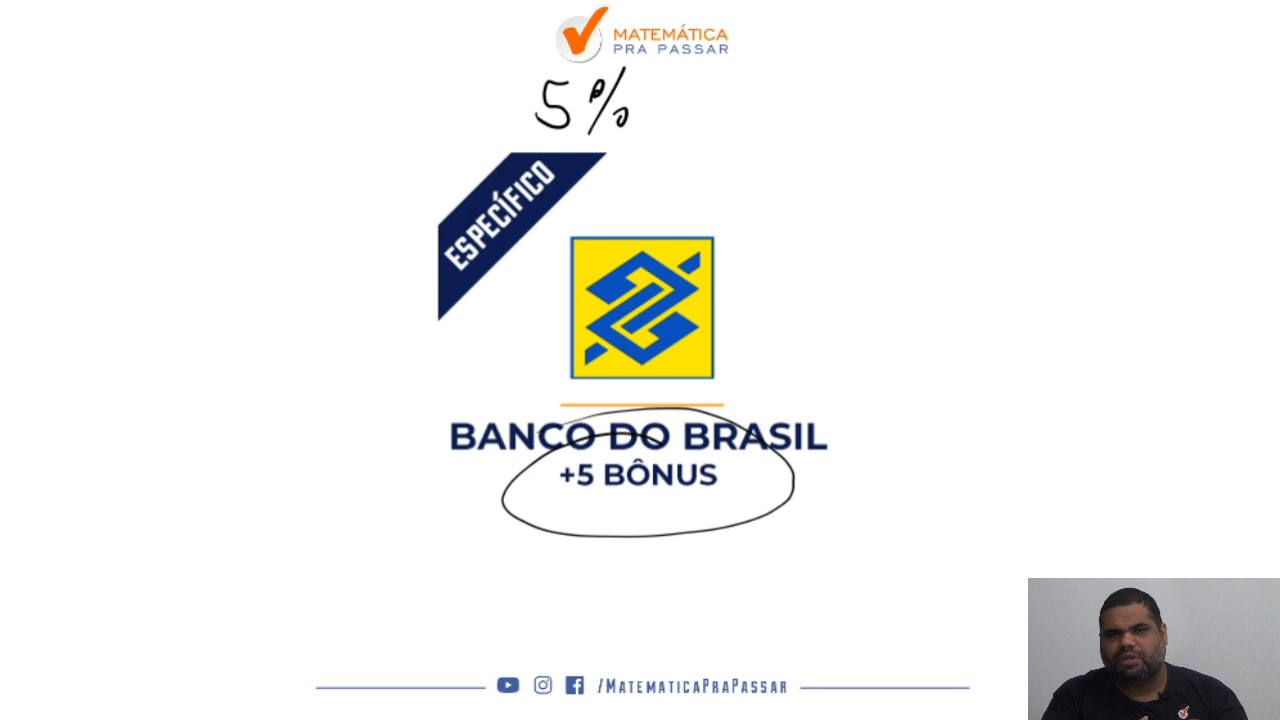 MATEMÁTICA
PRA PASSAR
5%
ESPECÍFICO
BANCO DO BRASIL
+5 BÔNUS
/MATEMATICAPRAPASSAR